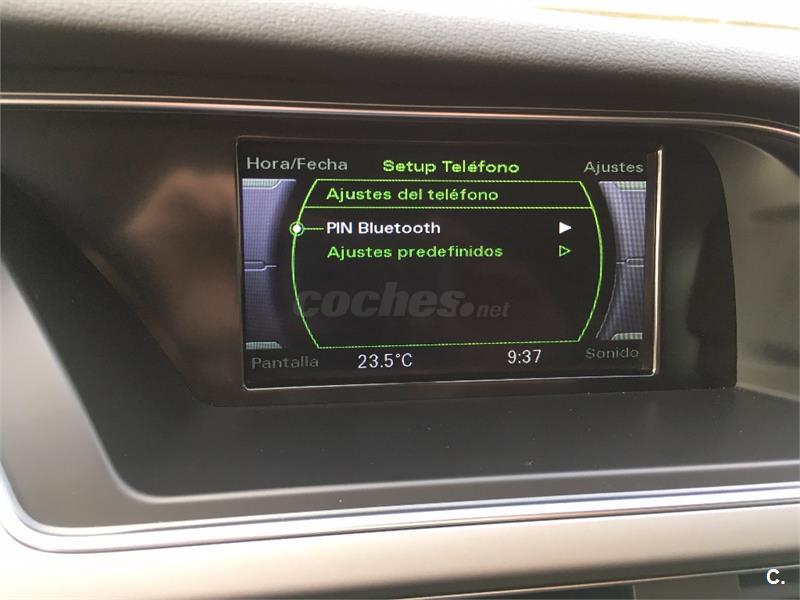 Hora/Fecha Setup Teléfono Ajustes
Ajustes del teléfono
PIN Bluetooth
Ajustes predefinidos
coches.net
Pantalla 23.5°C 9:37 Sonido
C.